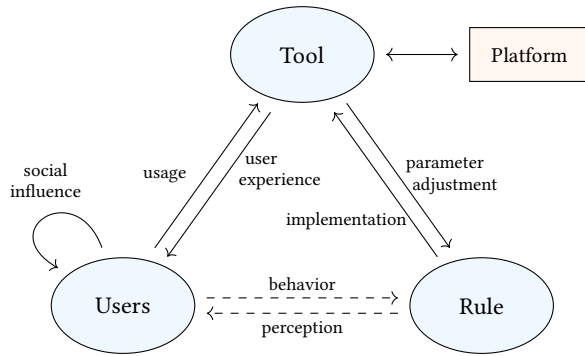 Tool
Platform
usage
user
experience
parameter
adjustment
implementation
social
influence
Users
behavior
perception
Rule